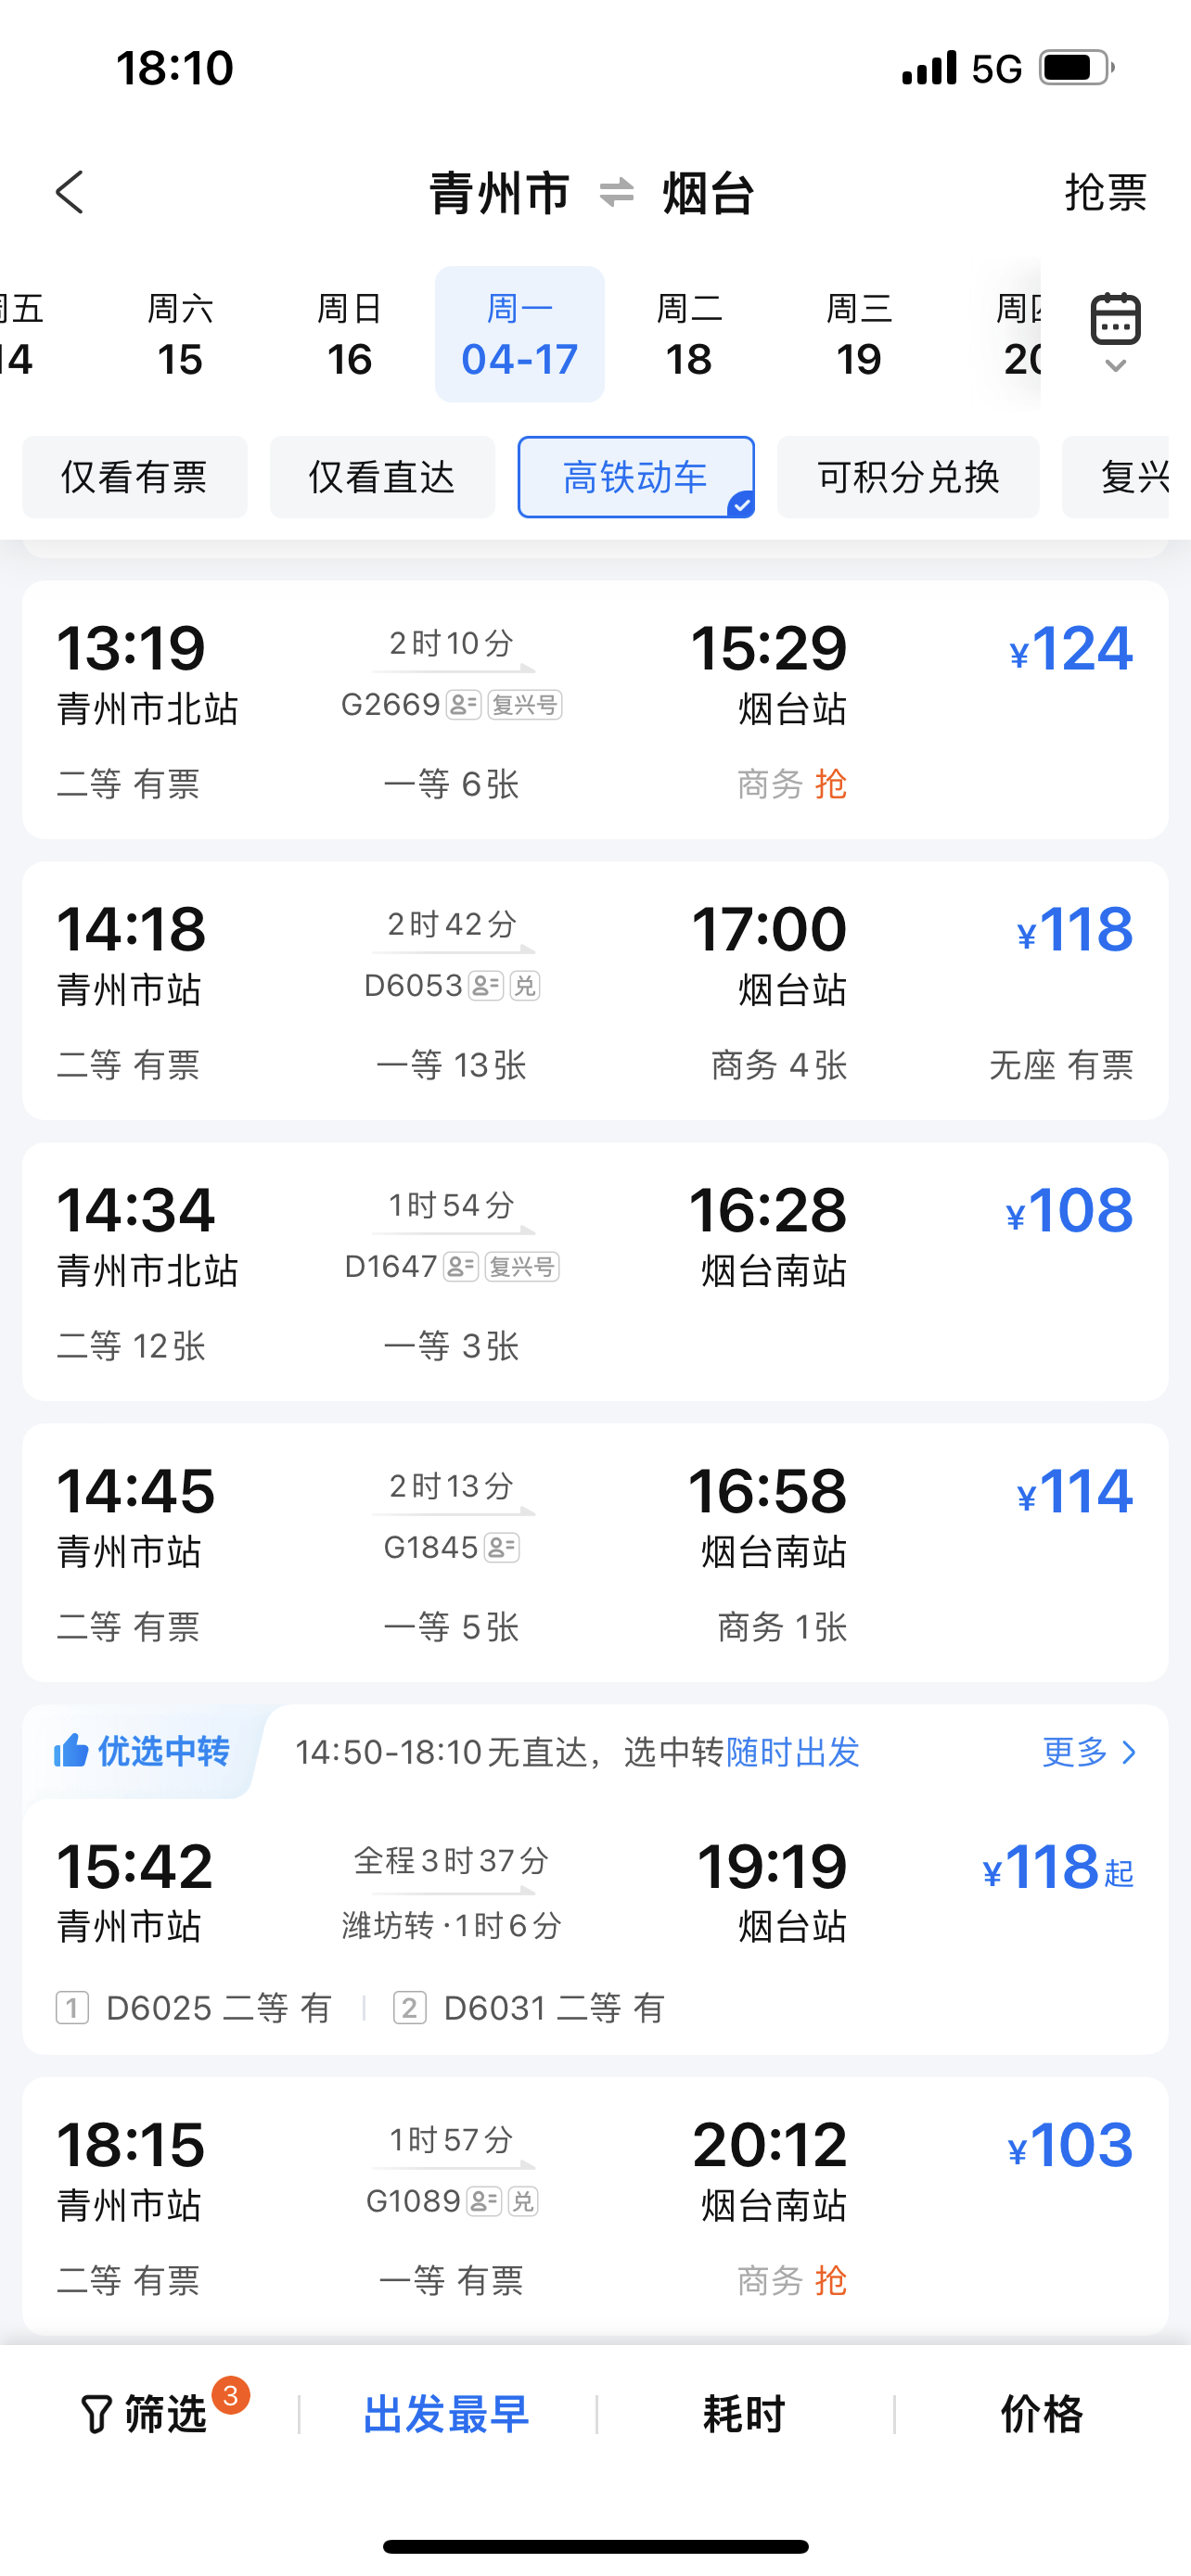 18:10 5G
青州市 烟台 抢票
周五 周六 周日 周一 周二 周三 周四
14 15 16 04-17 18 19 20
仅看有票 仅看直达 高铁动车 可积分兑换 复兴
13:19 2时10分 15:29 ¥124
青州市北站 G2669 复兴号 烟台站
二等 有票 一等 6张 商务 抢
14:18 2时42分 17:00 ¥118
青州市站 D6053 兑 烟台站
二等 有票 一等 13张 商务 4张 无座 有票
14:34 1时54分 16:28 ¥108
青州市北站 D1647 复兴号 烟台南站
二等 12张 一等 3张
14:45 2时13分 16:58 ¥114
青州市站 G1845 烟台南站
二等 有票 一等 5张 商务 1张
优选中转 14:50-18:10无直达，选中转随时出发 更多
15:42 全程3时37分 19:19 ¥118起
青州市站 潍坊转·1时6分 烟台站
1 D6025 二等 有 2 D6031 二等 有
18:15 1时57分 20:12 ¥103
青州市站 G1089 兑 烟台南站
二等 有票 一等 有票 商务 抢
筛选 3 出发最早 耗时 价格